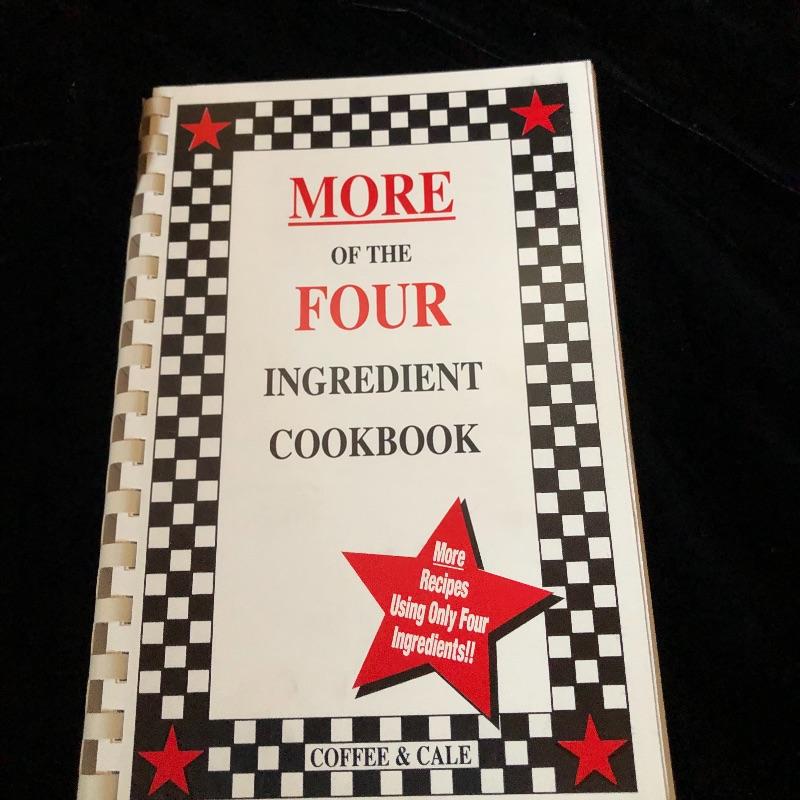 MORE
OF THE
FOUR
INGREDIENT
COOKBOOK
More
Recipes
Using Only Four
Ingredients!!
COFFEE & CALE